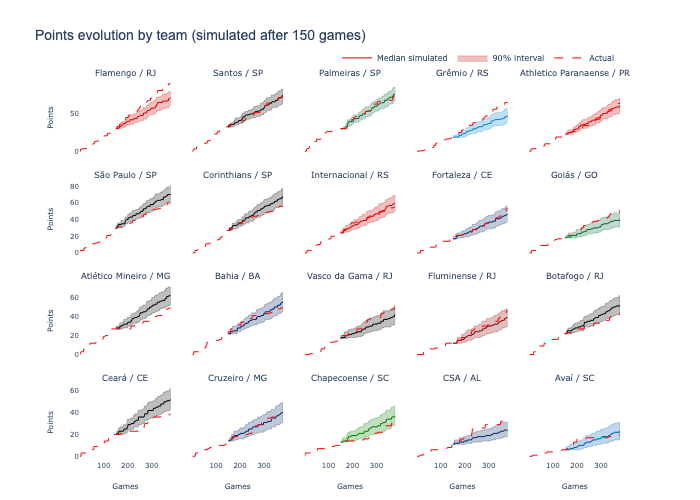 Points evolution by team (simulated after 150 games)
Median simulated 90% interval Actual
Flamengo / RJ Santos / SP Palmeiras / SP Grêmio / RS Athletico Paranaense / PR
Points
50
0
São Paulo / SP Corinthians / SP Internacional / RS Fortaleza / CE Goiás / GO
Points
80
60
40
20
0
Atlético Mineiro / MG Bahia / BA Vasco da Gama / RJ Fluminense / RJ Botafogo / RJ
Points
60
40
20
0
Ceará / CE Cruzeiro / MG Chapecoense / SC CSA / AL Avaí / SC
Points
60
40
20
0
100 200 300 100 200 300 100 200 300 100 200 300 100 200 300
Games Games Games Games Games